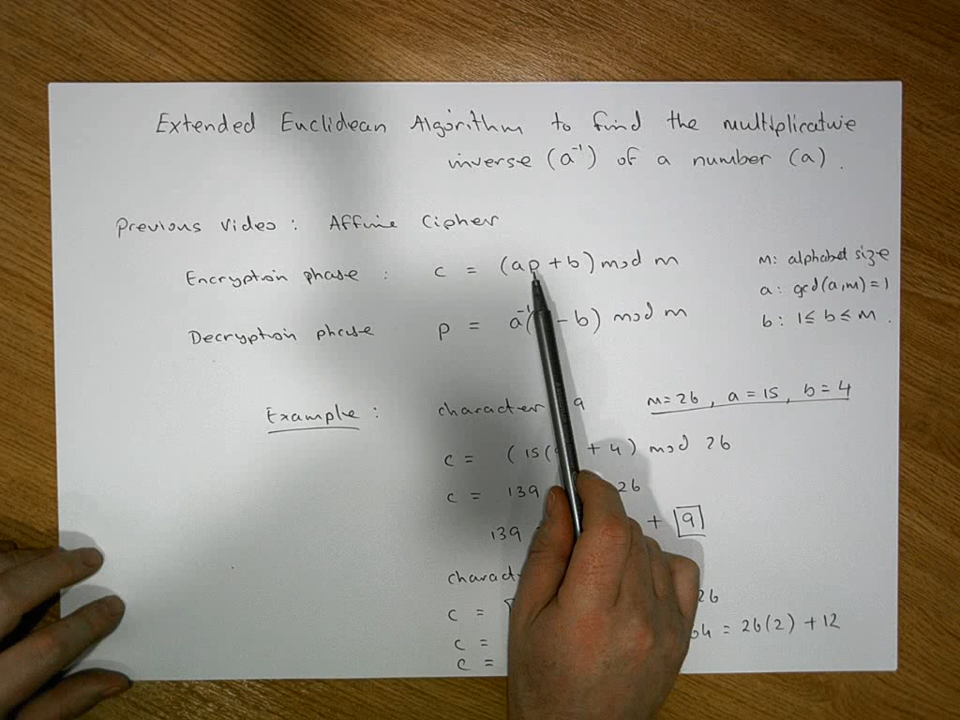 Extended Euclidean Algorithm to find the multiplicative
inverse (a⁻¹) of a number (a).
Previous video : Affine Cipher
Encryption phase : c = (ap + b) mod m
m: alphabet size
a: gcd(a,m)=1
Decryption phase p = a⁻¹( - b) mod m
b: 1≤b≤m.
Example : character 9 m=26, a=15, b=4
c = (15( + 4) mod 26
c = 139 26
139 + 9
c = 26
c = = 26(2) + 12
c =